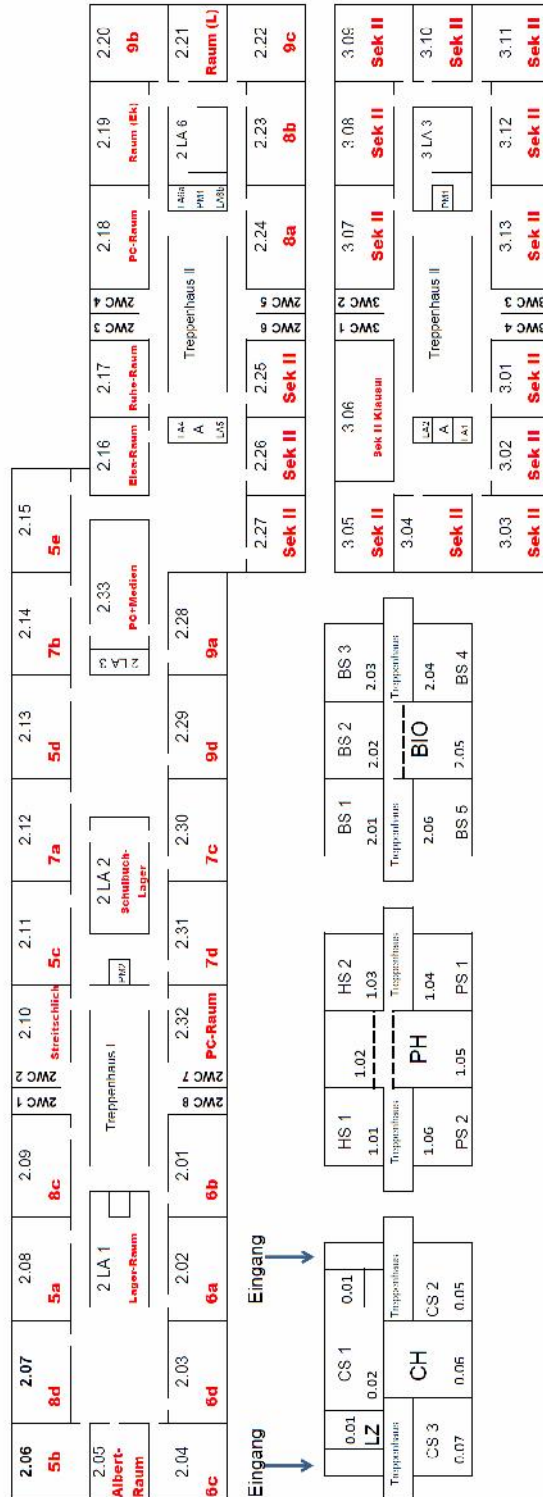 2.06
5b
2.07
8d
2.08
5a
2.09
8c
2WC 1
2WC 2
2.10
Streitschlich
2.11
5c
2.12
7a
2.13
5d
2.14
7b
2.15
5e
2.05
Albert-
Raum
2 LA 1
Lager-Raum
Treppenhaus I
PM2
2 LA 2
Schulbuch-
Lager
2 LA 3
2.33
PC+Medien
2.04
6c
2.03
6d
2.02
6a
2.01
6b
2WC 8
2WC 7
2.32
PC-Raum
2.31
7d
2.30
7c
2.29
9d
2.28
9a
2.16
Elsa-Raum
2.17
Ruhe-Raum
2WC 3
2WC 4
2.18
PC-Raum
2.19
Raum (Ek)
2.20
9b
LA4
A
LA5
Treppenhaus II
LA6a
PM1
LA6b
2 LA 6
2.21
Raum (L)
2.27
Sek II
2.26
Sek II
2.25
Sek II
2WC 6
2WC 5
2.24
8a
2.23
8b
2.22
9c
Eingang
Eingang
0.01
LZ
CS 1
0.02
0.01
Treppenhaus
Treppenhaus
CS 3
0.07
CH
0.06
CS 2
0.05
HS 1
1.01
1.02
HS 2
1.03
Treppenhaus
Treppenhaus
1.06
PS 2
PH
1.05
1.04
PS 1
BS 1
2.01
BS 2
2.02
BS 3
2.03
Treppenhaus
Treppenhaus
2.06
BS 5
BIO
2.05
2.04
BS 4
3.05
Sek II
3.06
Sek II Klausur
3WC 1
3WC 2
3.07
Sek II
3.08
Sek II
3.09
Sek II
3.04
Sek II
LA2
A
LA1
Treppenhaus II
PM1
3 LA 3
3.10
Sek II
3.03
Sek II
3.02
Sek II
3.01
Sek II
3WC 4
3WC 3
3.13
Sek II
3.12
Sek II
3.11
Sek II